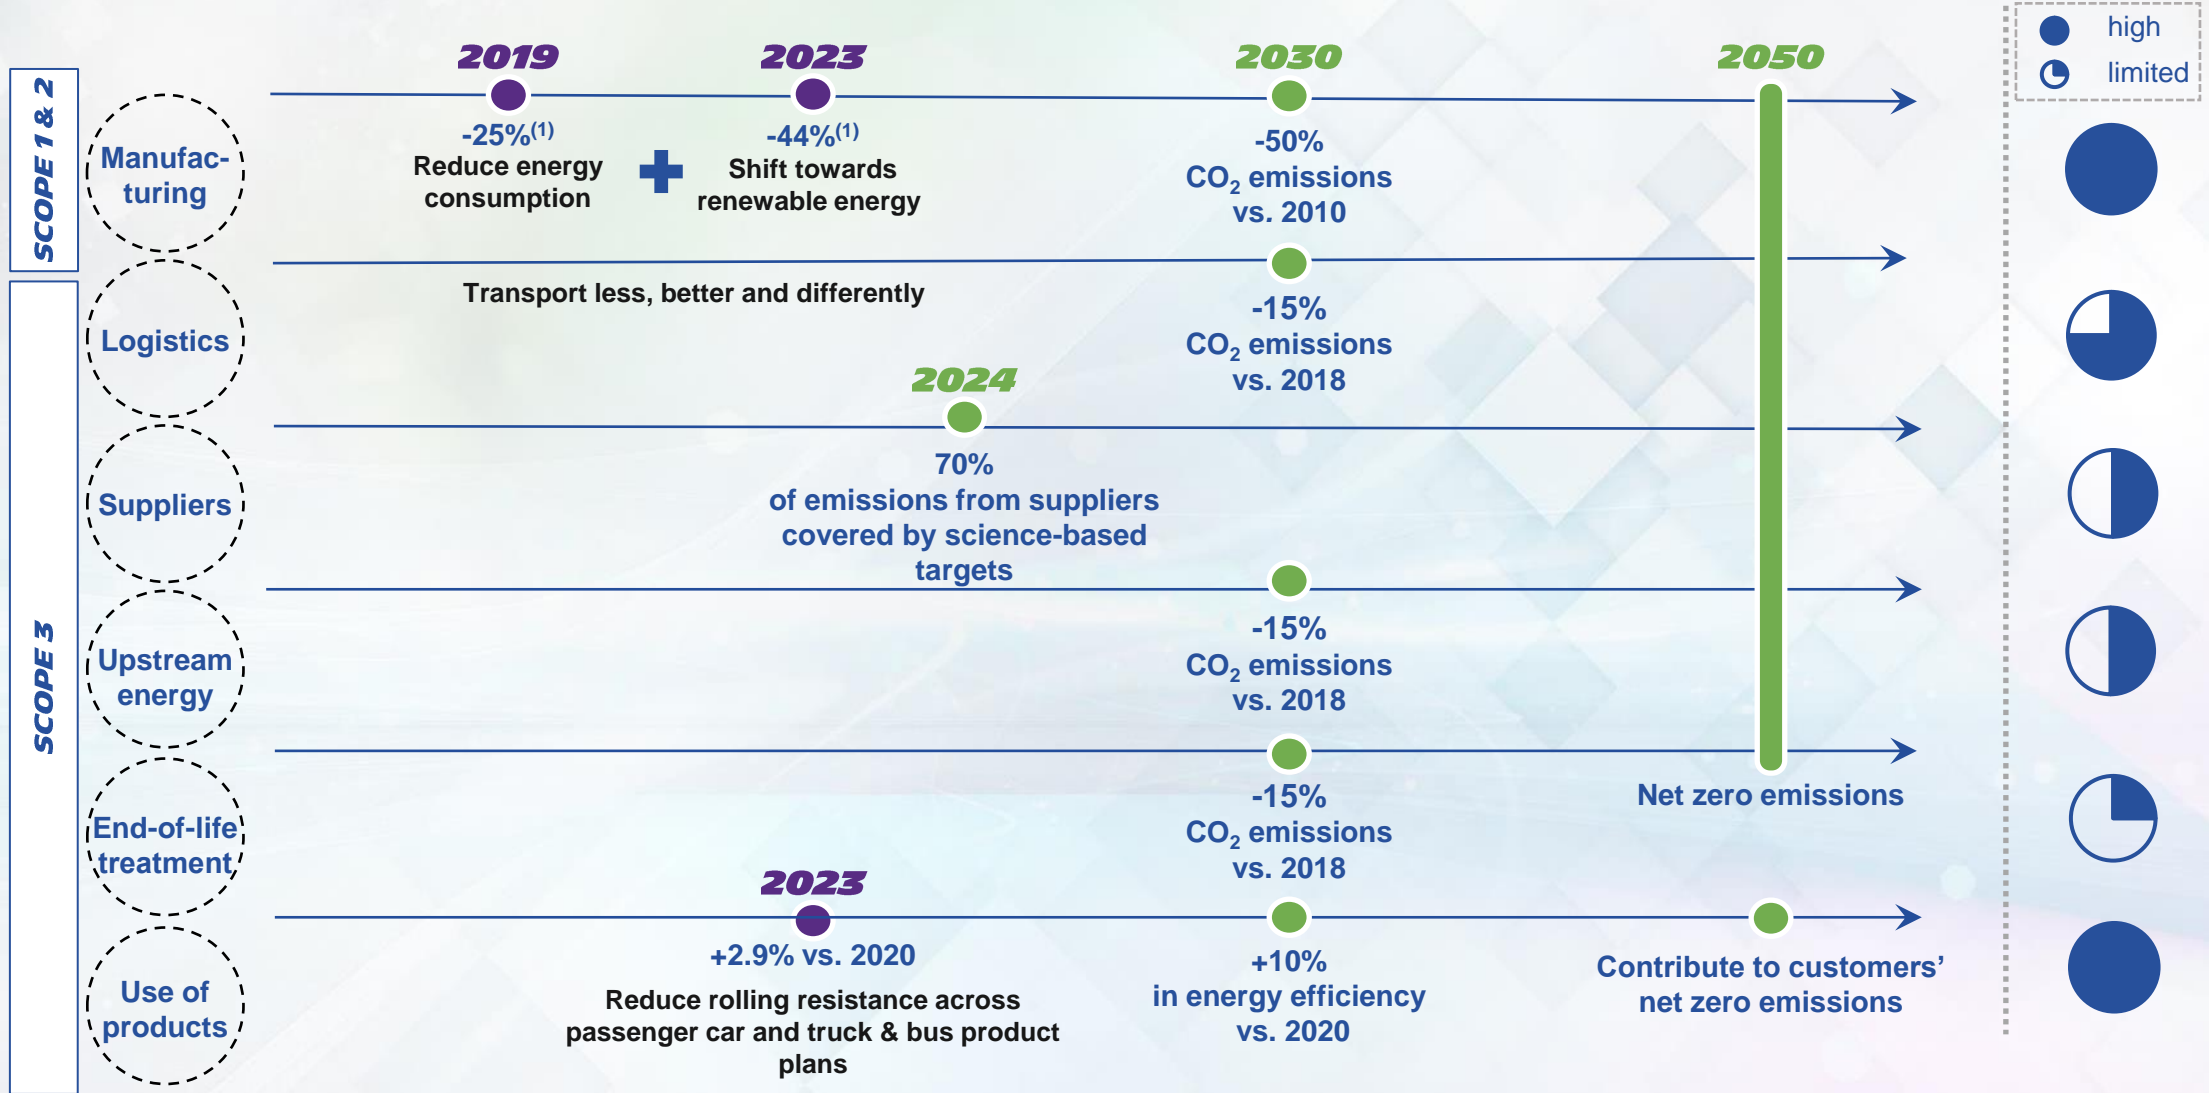 2019
2023
2030
2050
high
limited
SCOPE 1 & 2
Manufac-
turing
-25%(1)
Reduce energy
consumption
-44%(1)
Shift towards
renewable energy
-50%
CO2 emissions
vs. 2010
SCOPE 3
Logistics
Transport less, better and differently
-15%
CO2 emissions
vs. 2018
Suppliers
2024
70%
of emissions from suppliers
covered by science-based
targets
Upstream
energy
-15%
CO2 emissions
vs. 2018
End-of-life
treatment
-15%
CO2 emissions
vs. 2018
Net zero emissions
Use of
products
2023
+2.9% vs. 2020
Reduce rolling resistance across
passenger car and truck & bus product
plans
+10%
in energy efficiency
vs. 2020
Contribute to customers’
net zero emissions